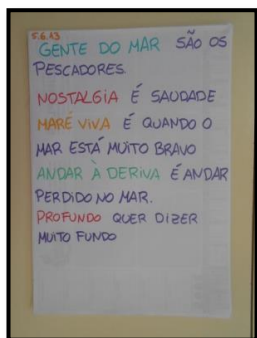 5.6.13
GENTE DO MAR SÃO OS
PESCADORES
NOSTALGIA É SAUDADE
MARÉ VIVA É QUANDO O
MAR ESTÁ MUITO BRAVO
ANDAR À DERIVA É ANDAR
PERDIDO NO MAR.
PROFUNDO QUER DIZER
MUITO FUNDO